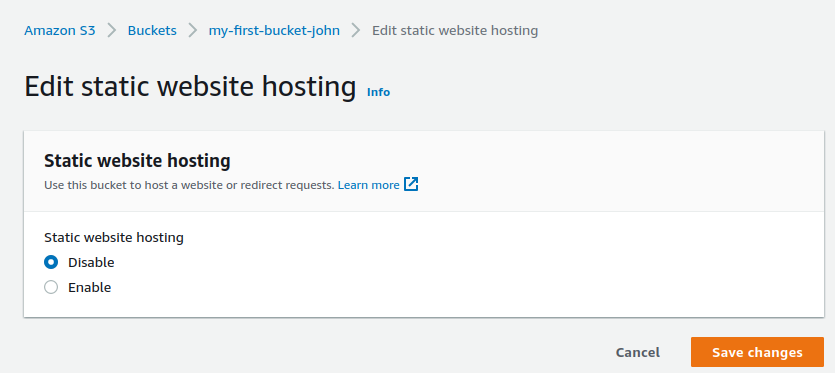 Amazon S3 > Buckets > my-first-bucket-john > Edit static website hosting
Edit static website hosting Info
Static website hosting
Use this bucket to host a website or redirect requests. Learn more
Static website hosting
Disable
Enable
Cancel Save changes